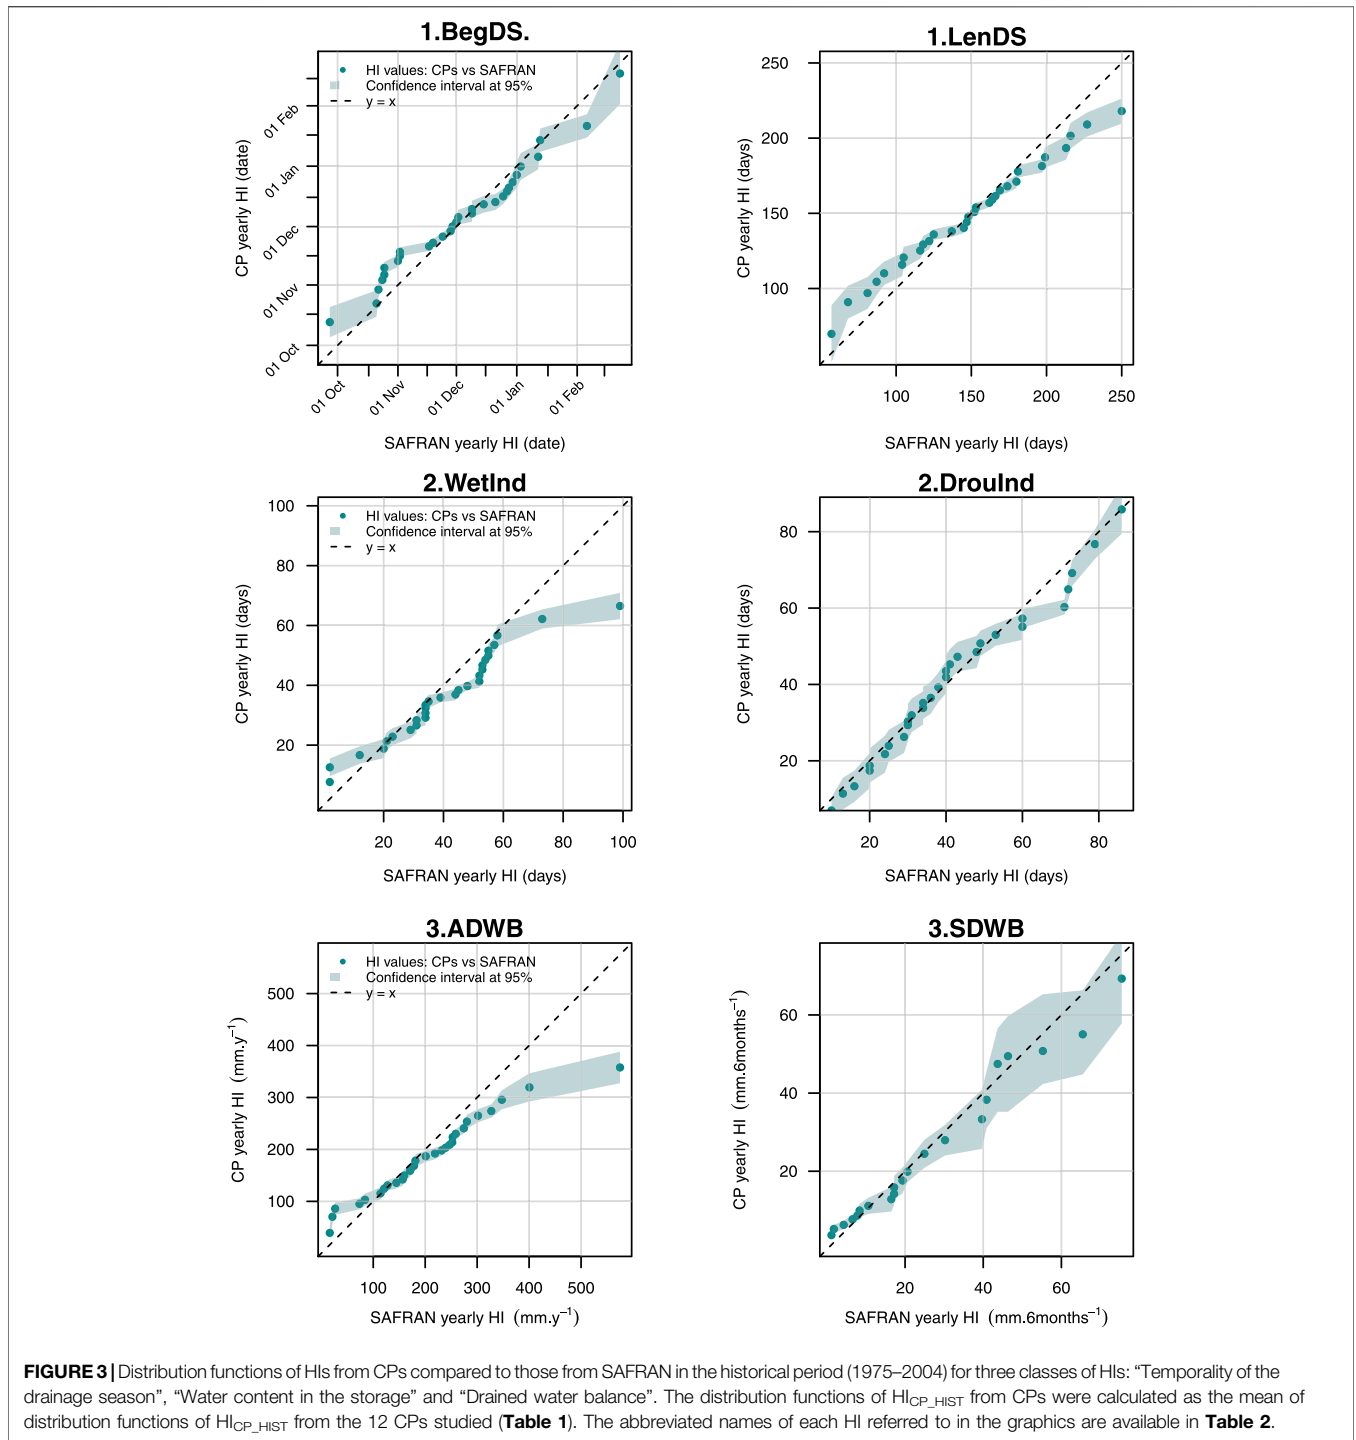 1.BegDS.
HI values: CPs vs SAFRAN
Confidence interval at 95%
y = x
CP yearly HI (date)
01 Feb
01 Jan
01 Dec
01 Nov
01 Oct
01 Oct
01 Nov
01 Dec
01 Jan
01 Feb
SAFRAN yearly HI (date)
1.LenDS
CP yearly HI (days)
250
200
150
100
100
150
200
250
SAFRAN yearly HI (days)
2.WetInd
HI values: CPs vs SAFRAN
Confidence interval at 95%
y = x
CP yearly HI (days)
100
80
60
40
20
20
40
60
80
100
SAFRAN yearly HI (days)
2.DrouInd
CP yearly HI (days)
80
60
40
20
20
40
60
80
SAFRAN yearly HI (days)
3.ADWB
HI values: CPs vs SAFRAN
Confidence interval at 95%
y = x
CP yearly HI (mm.y⁻¹)
500
400
300
200
100
100
200
300
400
500
SAFRAN yearly HI (mm.y⁻¹)
3.SDWB
CP yearly HI (mm.6months⁻¹)
60
40
20
20
40
60
SAFRAN yearly HI (mm.6months⁻¹)
FIGURE 3 | Distribution functions of HIs from CPs compared to those from SAFRAN in the historical period (1975–2004) for three classes of HIs: “Temporality of the
drainage season”, “Water content in the storage” and “Drained water balance”. The distribution functions of HI_CP_HIST from CPs were calculated as the mean of
distribution functions of HI_CP_HIST from the 12 CPs studied (Table 1). The abbreviated names of each HI referred to in the graphics are available in Table 2.